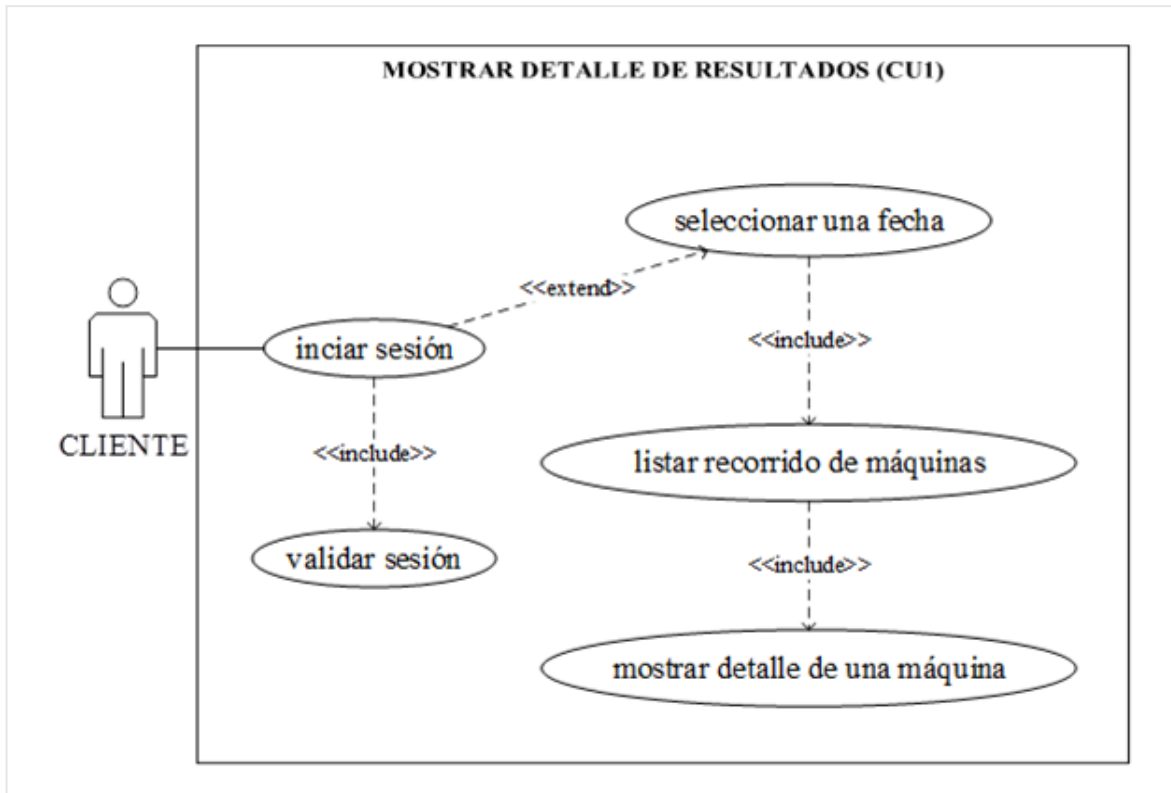 MOSTRAR DETALLE DE RESULTADOS (CU1)
seleccionar una fecha
<<extend>>
inciar sesión
<<include>>
CLIENTE
<<include>>
listar recorrido de máquinas
validar sesión
<<include>>
mostrar detalle de una máquina